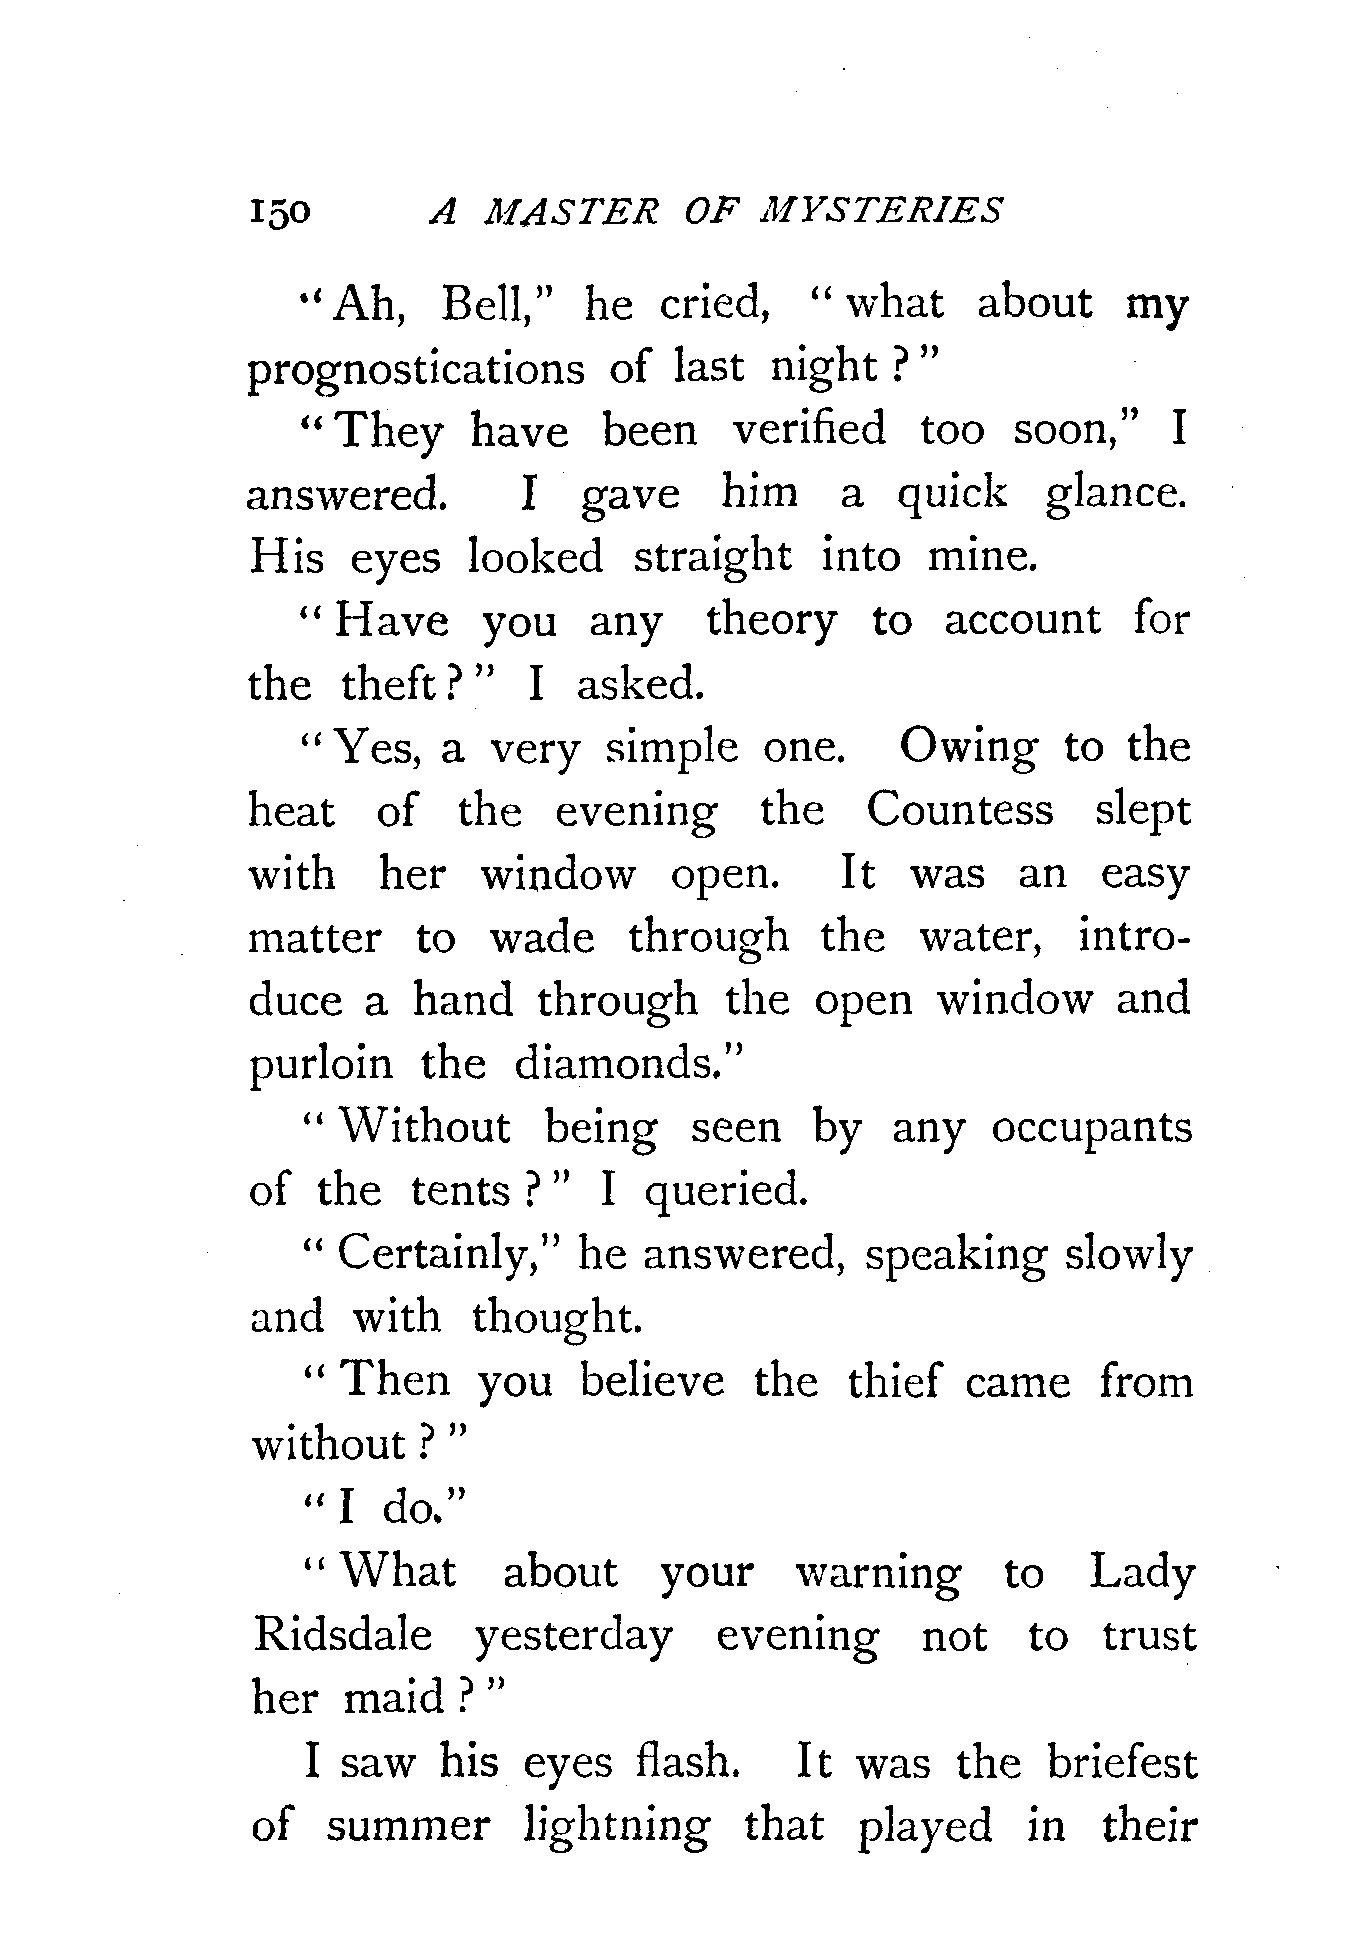 150 A MASTER OF MYSTERIES
"Ah, Bell," he cried, "what about my
prognostications of last night?"
"They have been verified too soon," I
answered. I gave him a quick glance.
His eyes looked straight into mine.
"Have you any theory to account for
the theft?" I asked.
"Yes, a very simple one. Owing to the
heat of the evening the Countess slept
with her window open. It was an easy
matter to wade through the water, intro-
duce a hand through the open window and
purloin the diamonds."
"Without being seen by any occupants
of the tents?" I queried.
"Certainly," he answered, speaking slowly
and with thought.
"Then you believe the thief came from
without?"
"I do."
"What about your warning to Lady
Ridsdale yesterday evening not to trust
her maid?"
I saw his eyes flash. It was the briefest
of summer lightning that played in their